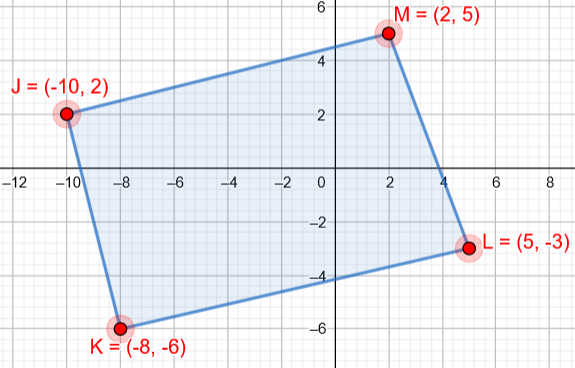 6
M = (2, 5)
4
J = (-10, 2)
2
−12 −10 −8 −6 −4 −2 0 2 4 6 8
−2
L = (5, -3)
−4
−6
K = (-8, -6)